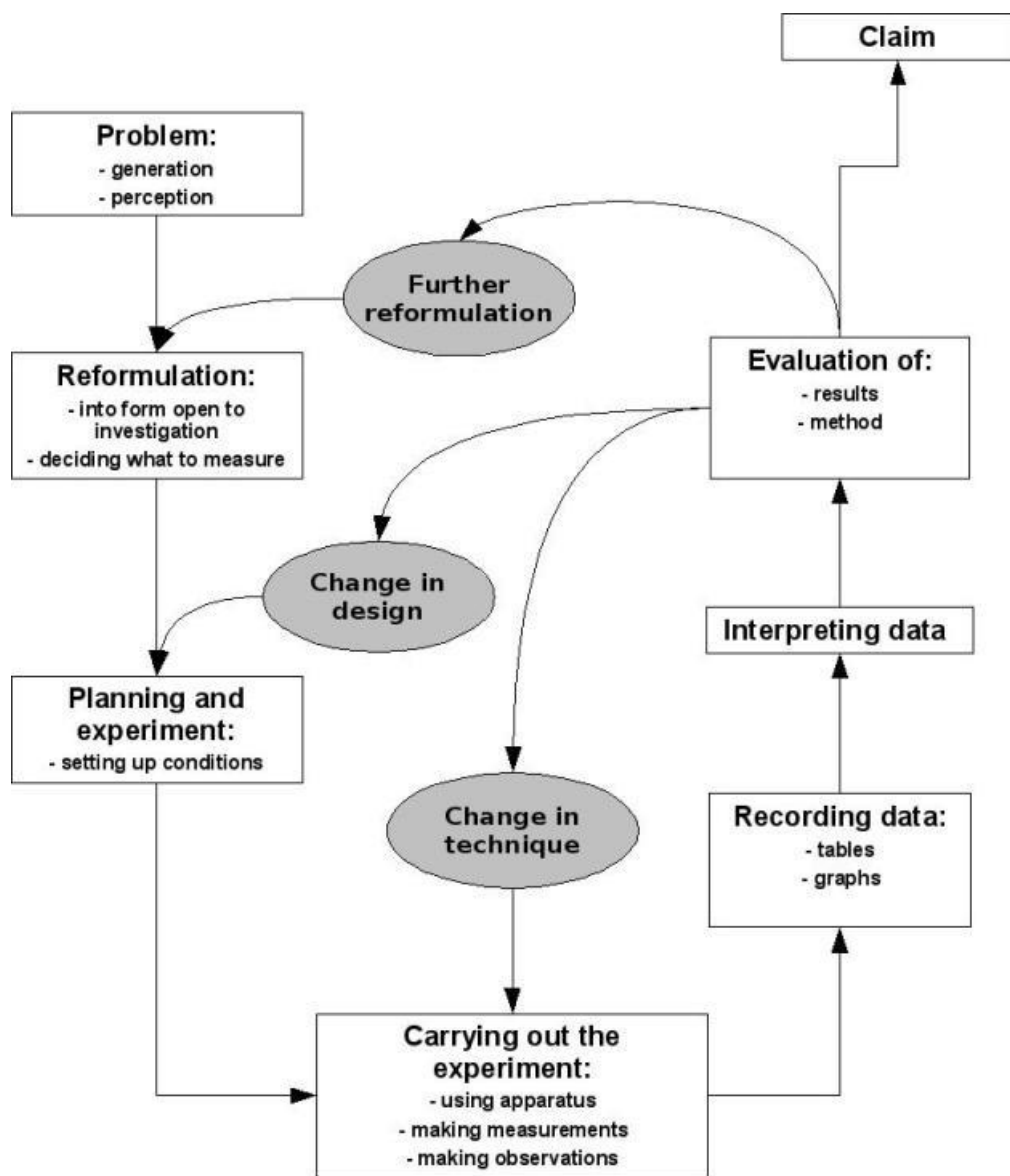 Claim
Problem:
- generation
- perception
Further
reformulation
Reformulation:
- into form open to
investigation
- deciding what to measure
Evaluation of:
- results
- method
Change in
design
Interpreting data
Planning and
experiment:
- setting up conditions
Change in
technique
Recording data:
- tables
- graphs
Carrying out the
experiment:
- using apparatus
- making measurements
- making observations